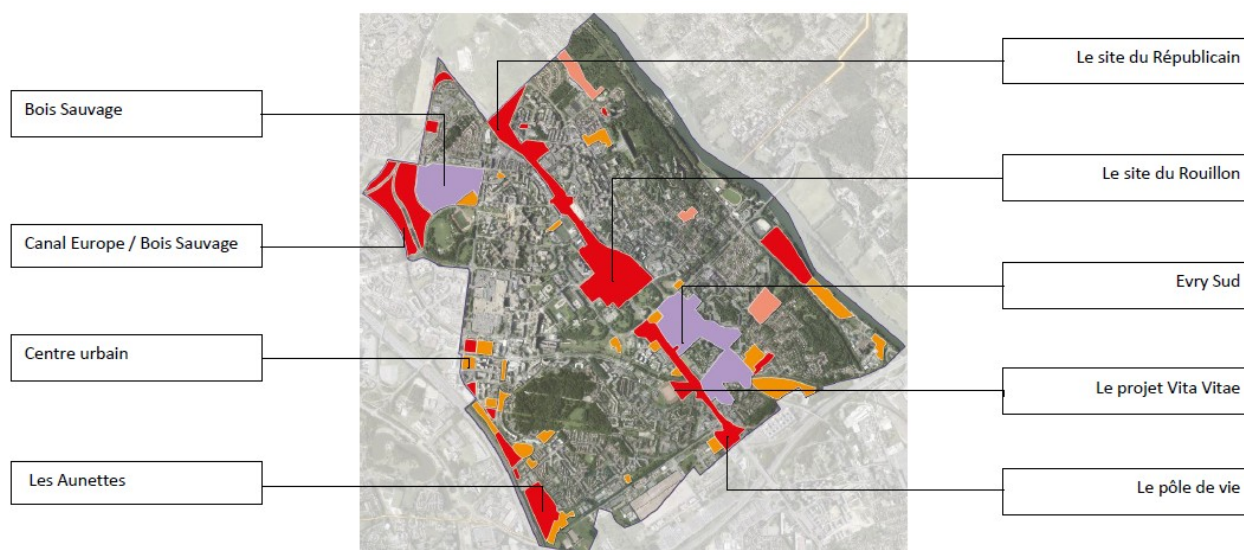 Bois Sauvage
Canal Europe / Bois Sauvage
Centre urbain
Les Aunettes
Le site du Républicain
Le site du Rouillon
Evry Sud
Le projet Vita Vitae
Le pôle de vie